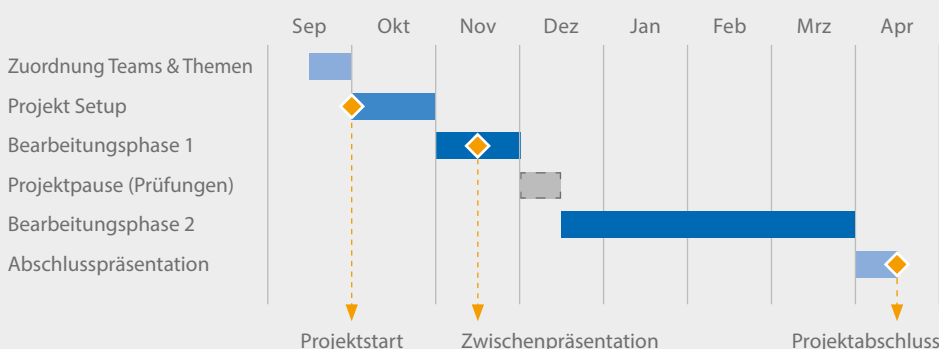 Sep Okt Nov Dez Jan Feb Mrz Apr
Zuordnung Teams & Themen
Projekt Setup
Bearbeitungsphase 1
Projektpause (Prüfungen)
Bearbeitungsphase 2
Abschlusspräsentation
Projektstart Zwischenpräsentation Projektabschluss